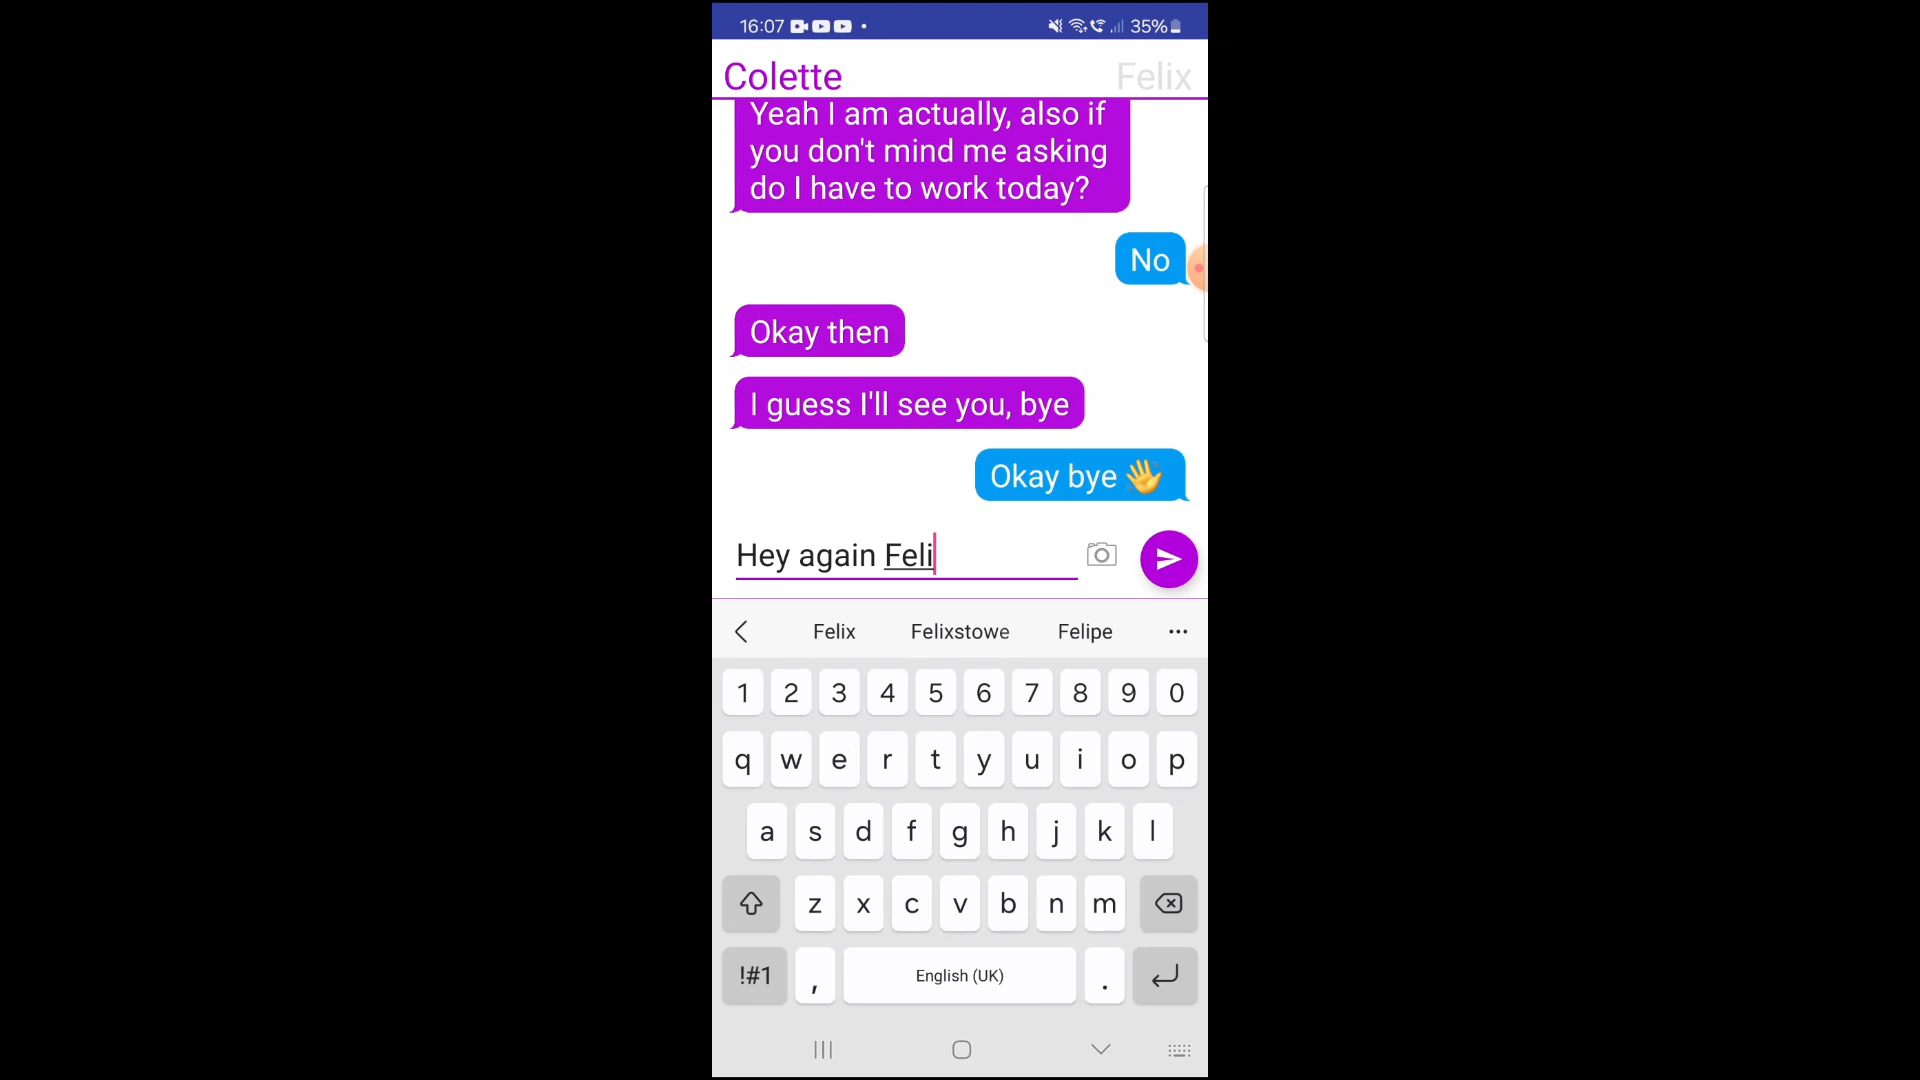 16:07 35%
Colette Felix
Yeah I am actually, also if
you don't mind me asking
do I have to work today?
No
Okay then
I guess I'll see you, bye
Okay bye 👋
Hey again Feli
Felix Felixstowe Felipe ...
1 2 3 4 5 6 7 8 9 0
q w e r t y u i o p
a s d f g h j k l
z x c v b n m
!#1 , English (UK) .